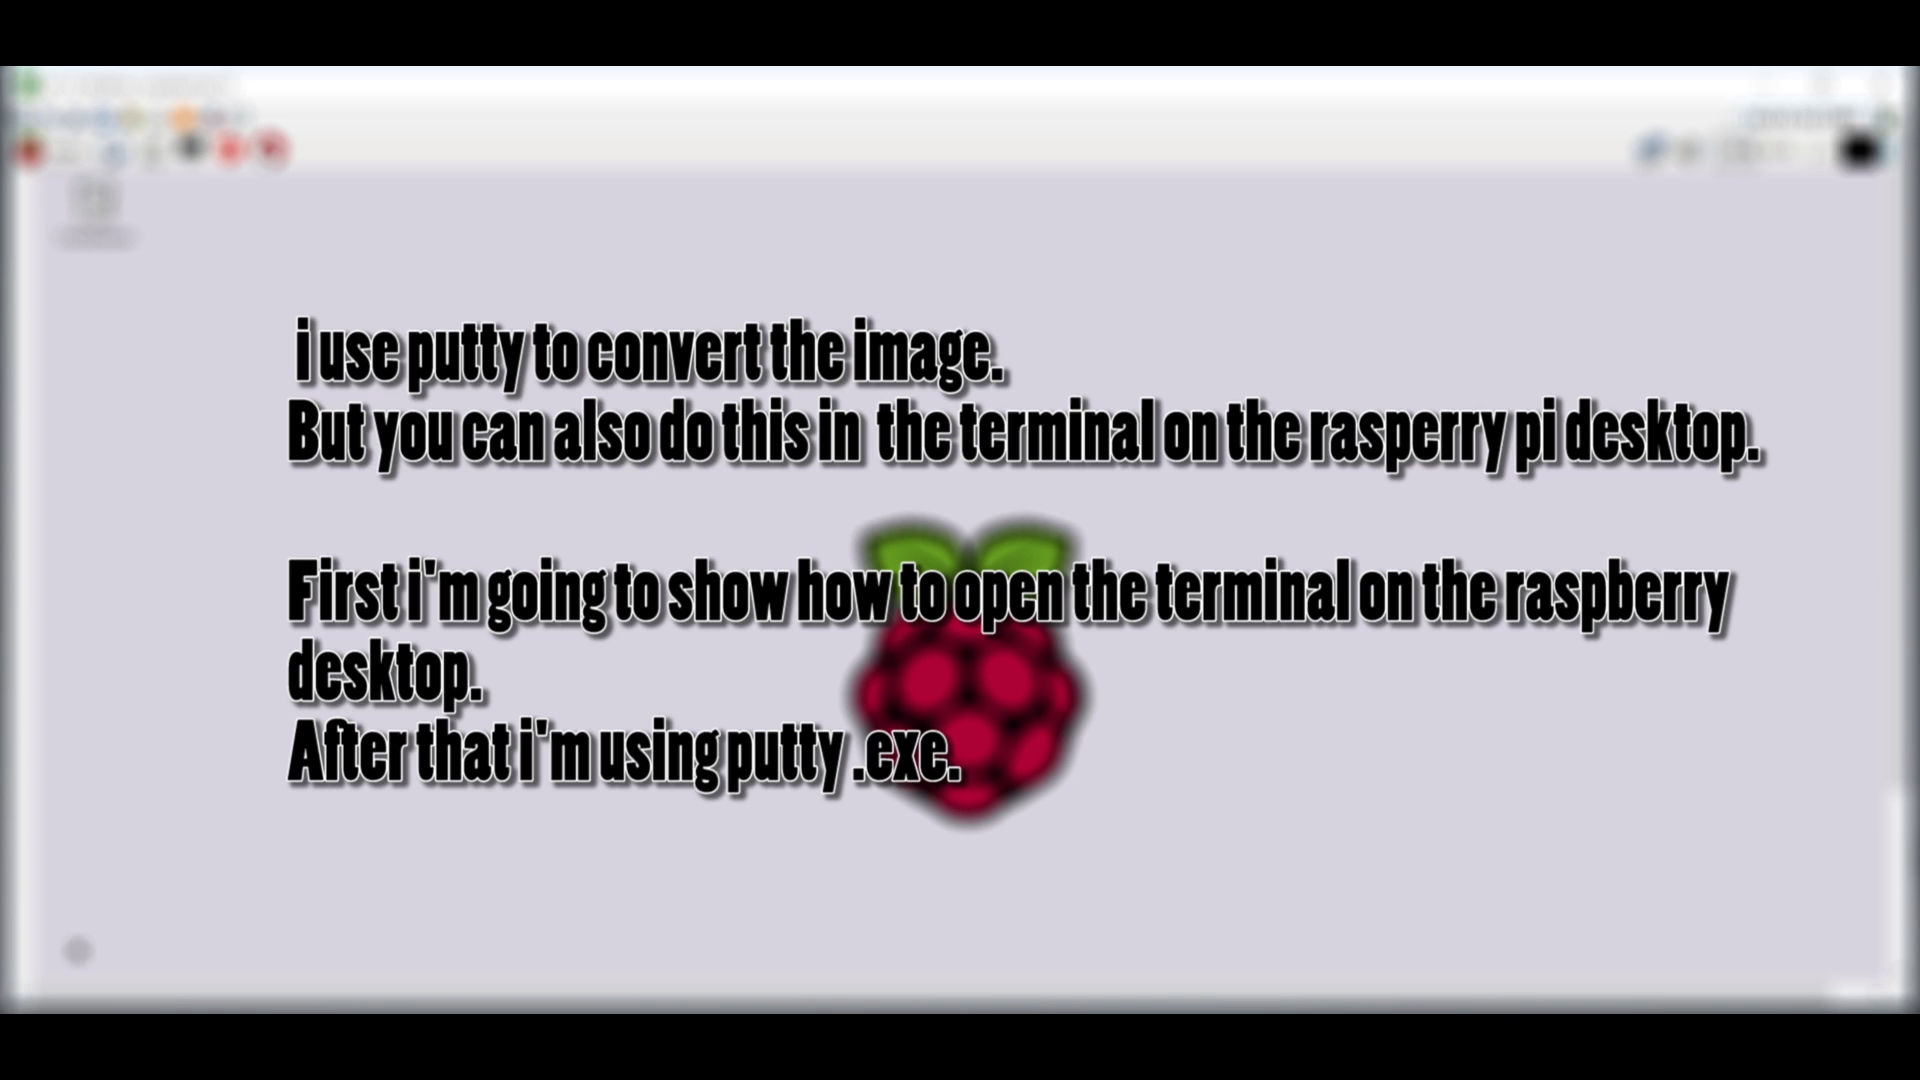 i use putty to convert the image.
But you can also do this in the terminal on the rasperry pi desktop.
First i'm going to show how to open the terminal on the raspberry
desktop.
After that i'm using putty .exe.